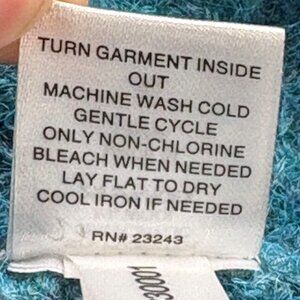 TURN GARMENT INSIDE
OUT
MACHINE WASH COLD
GENTLE CYCLE
ONLY NON-CHLORINE
BLEACH WHEN NEEDED
LAY FLAT TO DRY
COOL IRON IF NEEDED
RN# 23243